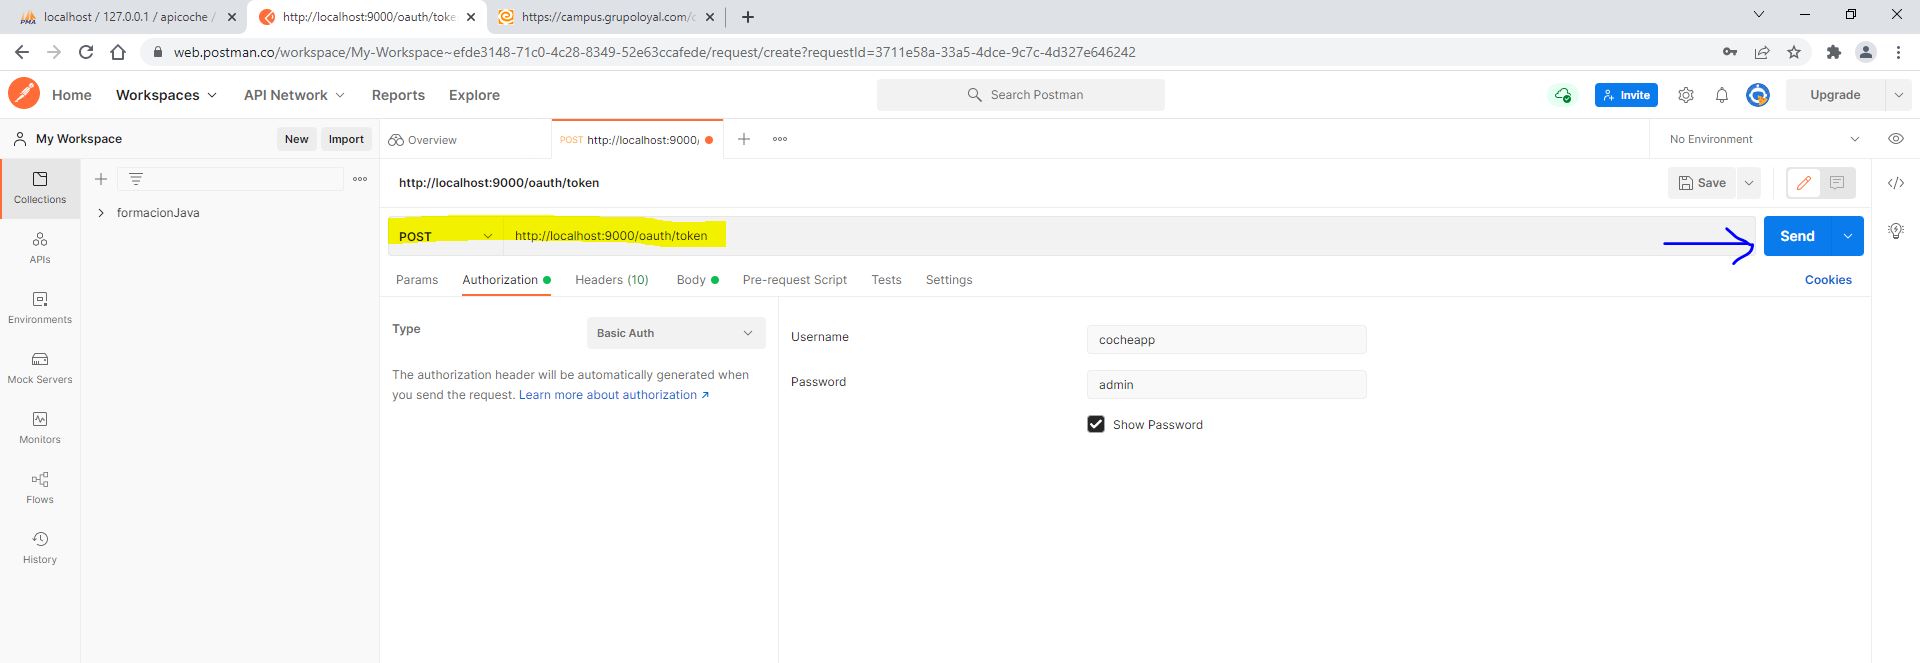 PMA localhost / 127.0.0.1 / apicoche /
http://localhost:9000/oauth/toke
https://campus.grupoloyal.com/
web.postman.co/workspace/My-Workspace~efde3148-71c0-4c28-8349-52e63ccafede/request/create?requestId=3711e58a-33a5-4dce-9c7c-4d327e646242
Home Workspaces API Network Reports Explore Search Postman Invite Upgrade
My Workspace New Import Overview POST http://localhost:9000/ No Environment
Collections
http://localhost:9000/oauth/token Save
formacionJava
POST http://localhost:9000/oauth/token Send
APIs
Params Authorization Headers (10) Body Pre-request Script Tests Settings Cookies
Environments
Type Basic Auth
Username cocheapp
The authorization header will be automatically generated when
you send the request. Learn more about authorization
Password admin
Mock Servers
Show Password
Monitors
Flows
History